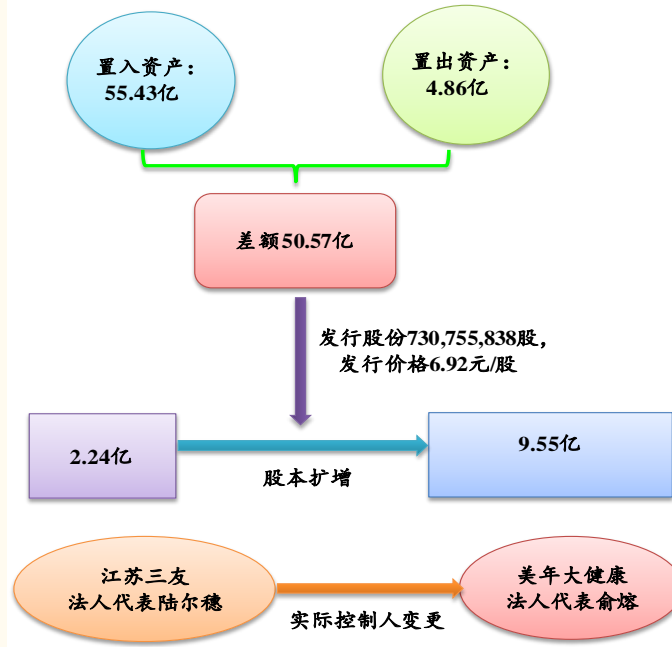 置入资产：
55.43亿
置出资产：
4.86亿
差额50.57亿
发行股份730,755,838股，
发行价格6.92元/股
2.24亿
股本扩增
9.55亿
江苏三友
法人代表陆尔穗
实际控制人变更
美年大健康
法人代表俞熔